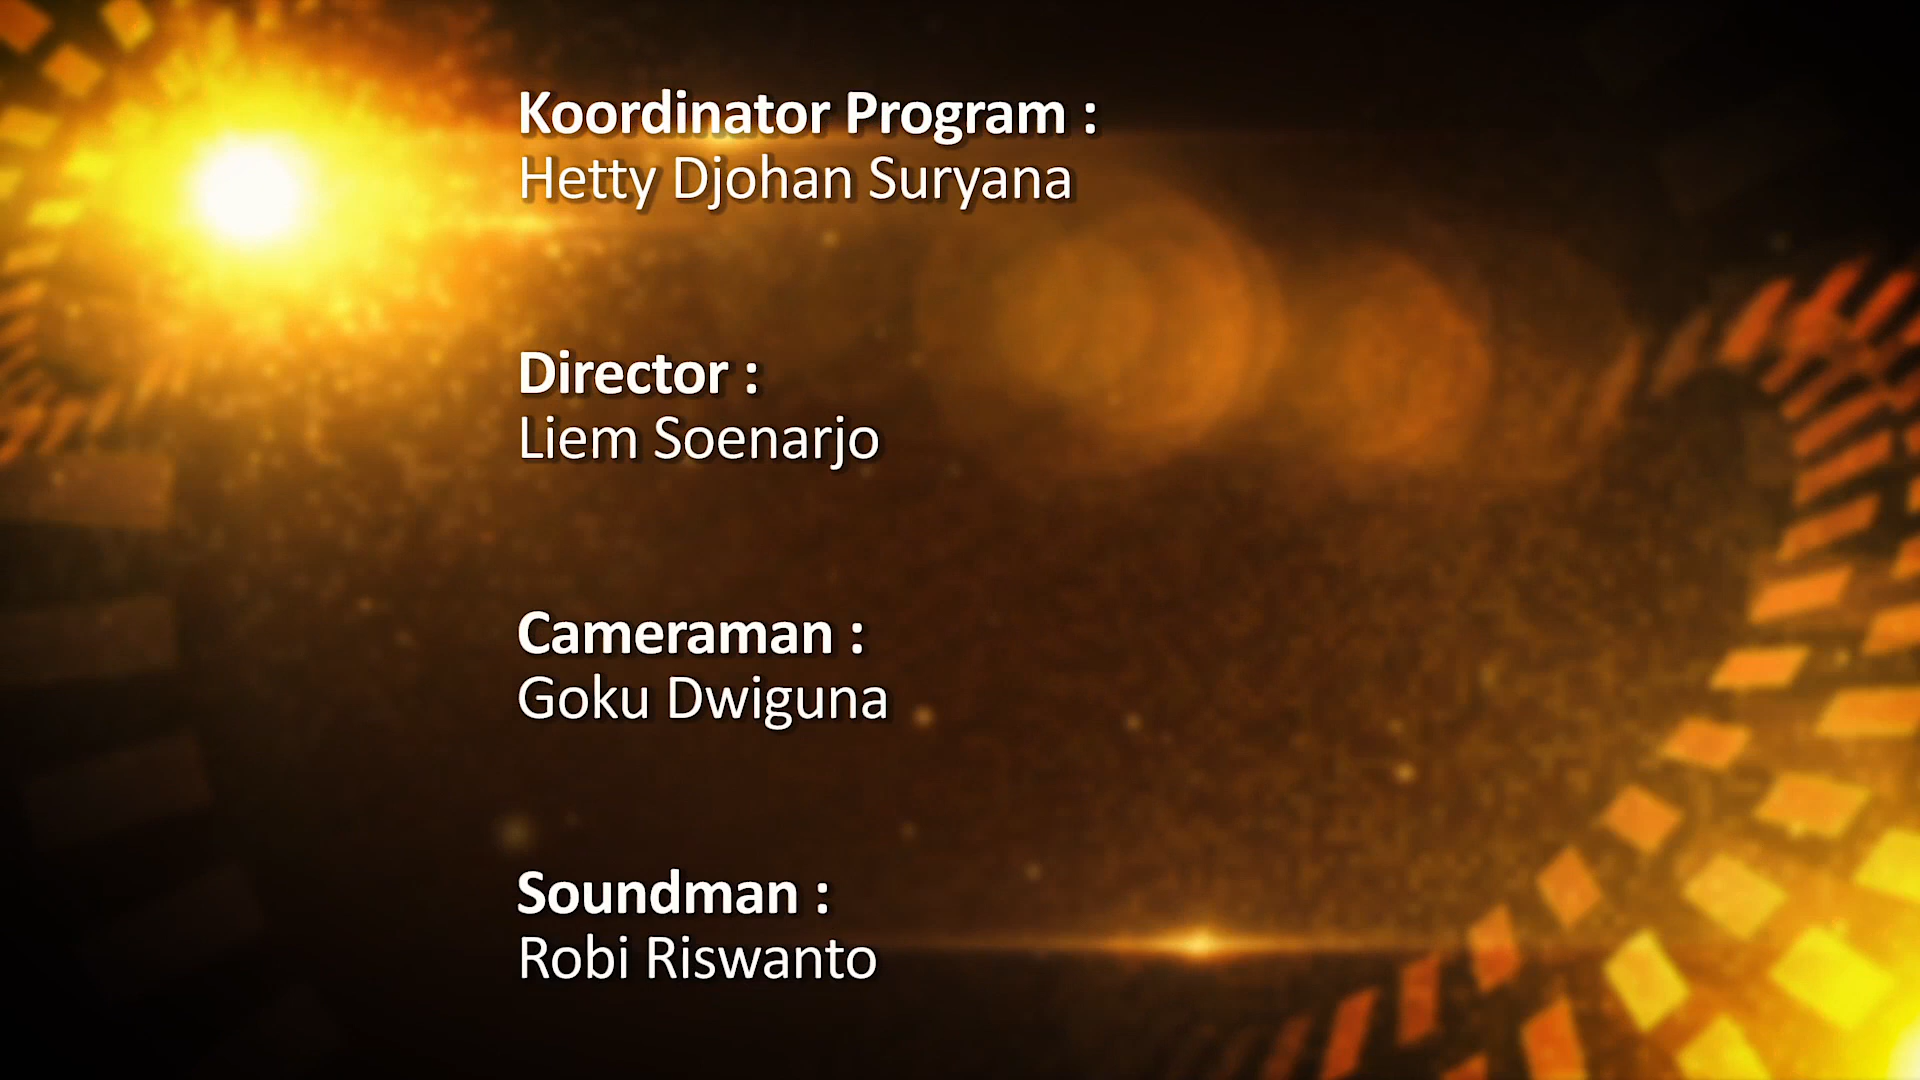 Koordinator Program :
Hetty Djohan Suryana
Director :
Liem Soenarjo
Cameraman :
Goku Dwiguna
Soundman :
Robi Riswanto